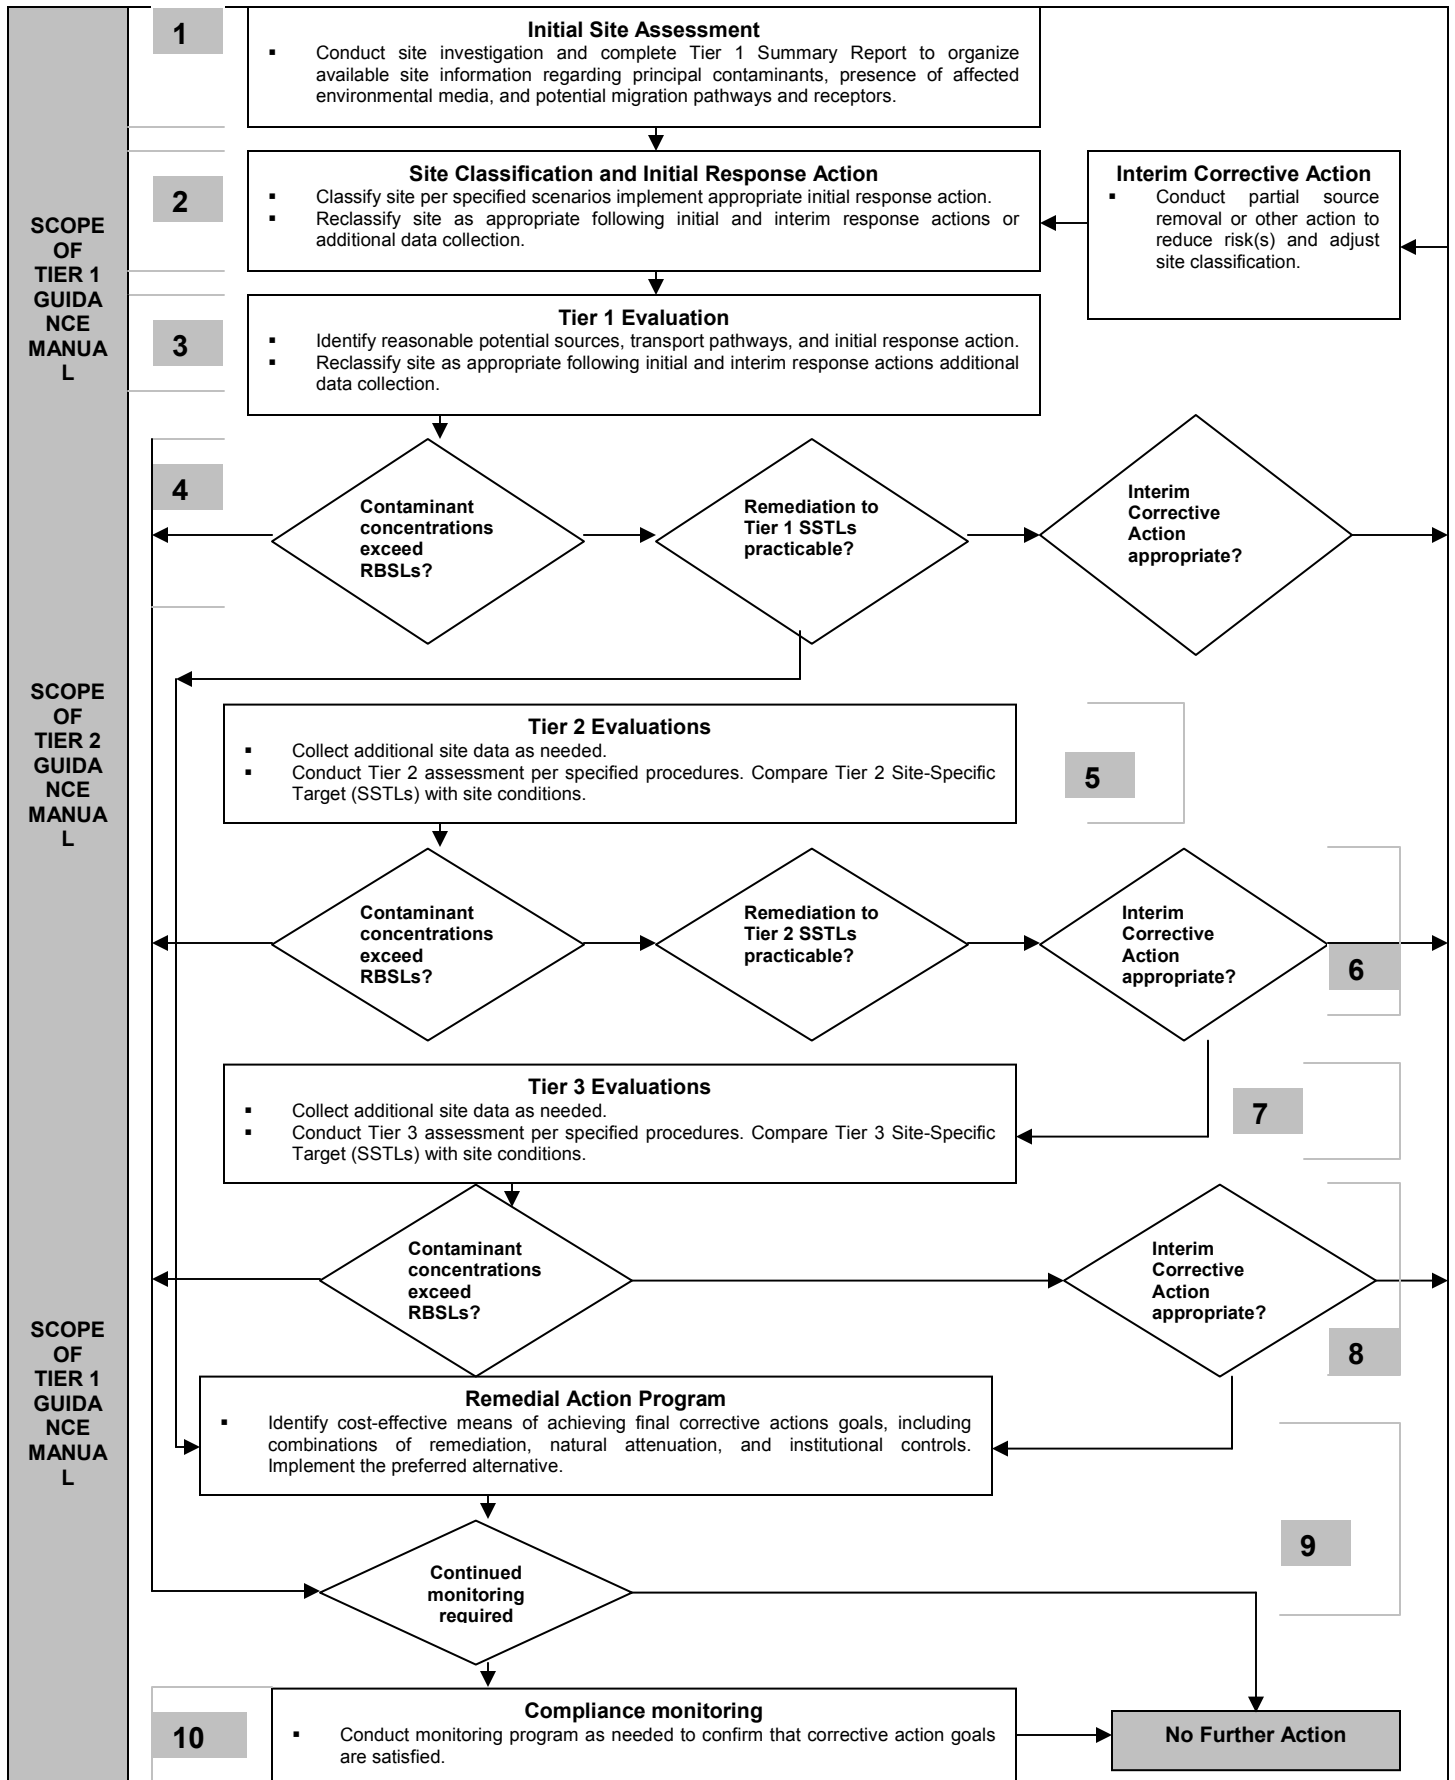 1
Initial Site Assessment
▪ Conduct site investigation and complete Tier 1 Summary Report to organize
available site information regarding principal contaminants, presence of affected
environmental media, and potential migration pathways and receptors.
2
Site Classification and Initial Response Action
▪ Classify site per specified scenarios implement appropriate initial response action.
▪ Reclassify site as appropriate following initial and interim response actions or
additional data collection.
Interim Corrective Action
▪ Conduct partial source
removal or other action to
reduce risk(s) and adjust
site classification.
SCOPE
OF
TIER 1
GUIDA
NCE
MANUA
L
3
Tier 1 Evaluation
▪ Identify reasonable potential sources, transport pathways, and initial response action.
▪ Reclassify site as appropriate following initial and interim response actions additional
data collection.
4
Contaminant
concentrations
exceed
RBSLs?
Remediation to
Tier 1 SSTLs
practicable?
Interim
Corrective
Action
appropriate?
SCOPE
OF
TIER 2
GUIDA
NCE
MANUA
L
Tier 2 Evaluations
▪ Collect additional site data as needed.
▪ Conduct Tier 2 assessment per specified procedures. Compare Tier 2 Site-Specific
Target (SSTLs) with site conditions.
5
Contaminant
concentrations
exceed
RBSLs?
Remediation to
Tier 2 SSTLs
practicable?
Interim
Corrective
Action
appropriate?
6
Tier 3 Evaluations
▪ Collect additional site data as needed.
▪ Conduct Tier 3 assessment per specified procedures. Compare Tier 3 Site-Specific
Target (SSTLs) with site conditions.
7
Contaminant
concentrations
exceed
RBSLs?
Interim
Corrective
Action
appropriate?
8
SCOPE
OF
TIER 1
GUIDA
NCE
MANUA
L
Remedial Action Program
▪ Identify cost-effective means of achieving final corrective actions goals, including
combinations of remediation, natural attenuation, and institutional controls.
Implement the preferred alternative.
9
Continued
monitoring
required
10
Compliance monitoring
▪ Conduct monitoring program as needed to confirm that corrective action goals
are satisfied.
No Further Action